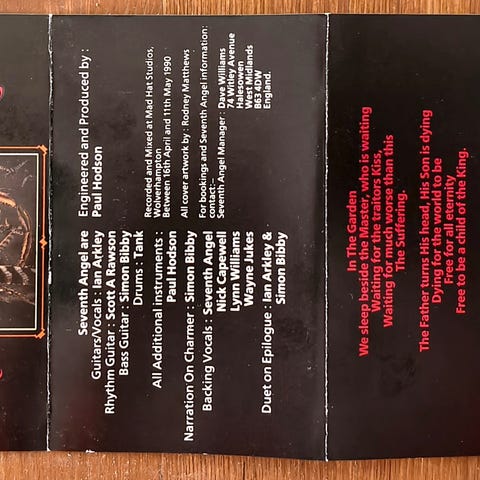 Seventh Angel are
Guitars/Vocals : Ian Arkley
Rhythm Guitar : Scott A Rawson
Bass Guitar : Simon Bibby
Drums : Tank
All Additional instruments :
Paul Hodson
Narration On Charmer : Simon Bibby
Backing Vocals : Seventh Angel
Nick Capewell
Lynn Williams
Wayne Jukes
Duet on Epilogue : Ian Arkley &
Simon Bibby
Engineered and Produced by :
Paul Hodson
Recorded and Mixed at Mad Hat Studios,
Wolverhampton
Between 16th April and 11th May 1990
All cover artwork by : Rodney Matthews
For bookings and Seventh Angel information:
contact:–
Seventh Angel Manager : Dave Williams
74 Witley Avenue
Halesowen
West Midlands
B63 4DW
England.
In The Garden
We sleep beside the Master, who is waiting
Waiting for the traitors Kiss,
Waiting for much worse than this
The Suffering.
The Father turns His head, His Son is dying
Dying for the world to be
Free for all eternity
Free to be a child of the King.